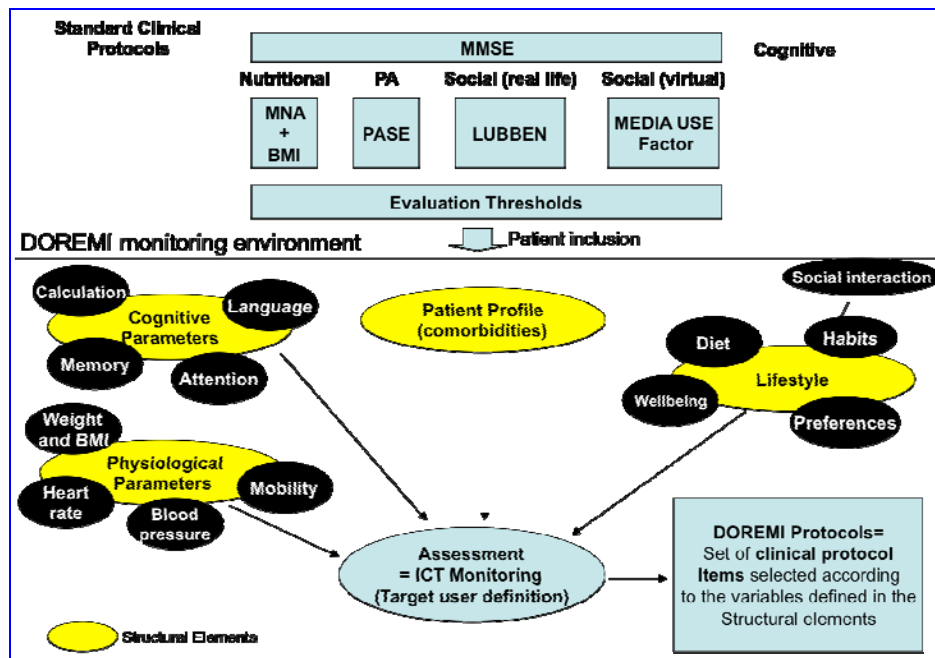 Standard Clinical
Protocols
MMSE
Cognitive
Nutritional
PA
Social (real life)
Social (virtual)
MNA
+
BMI
PASE
LUBBEN
MEDIA USE
Factor
Evaluation Thresholds
DOREMI monitoring environment
Patient inclusion
Social interaction
Calculation
Language
Cognitive
Parameters
Memory
Attention
Patient Profile
(comorbidities)
Diet
Habits
Lifestyle
Wellbeing
Preferences
Weight
and BMI
Physiological
Parameters
Mobility
Heart
rate
Blood
pressure
Assessment
= ICT Monitoring
(Target user definition)
DOREMI Protocols=
Set of clinical protocol
Items selected according
to the variables defined in the
Structural elements
Structural Elements